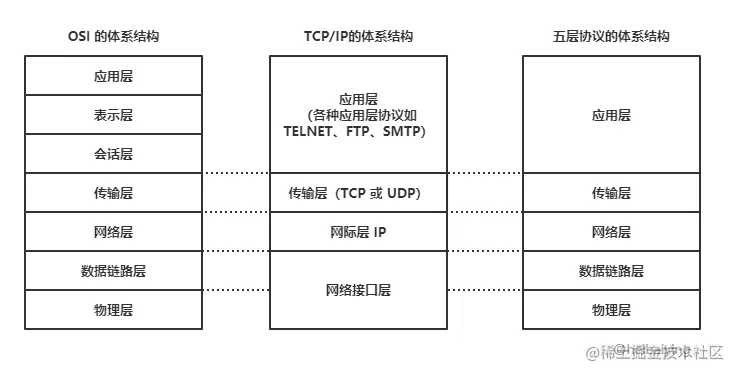 OSI 的体系结构
TCP/IP的体系结构
五层协议的体系结构
应用层
表示层
会话层
传输层
网络层
数据链路层
物理层
应用层
(各种应用层协议如
TELNET、FTP、SMTP)
传输层（TCP 或 UDP）
网际层 IP
网络接口层
应用层
传输层
网络层
数据链路层
物理层
@稀土掘金技术社区